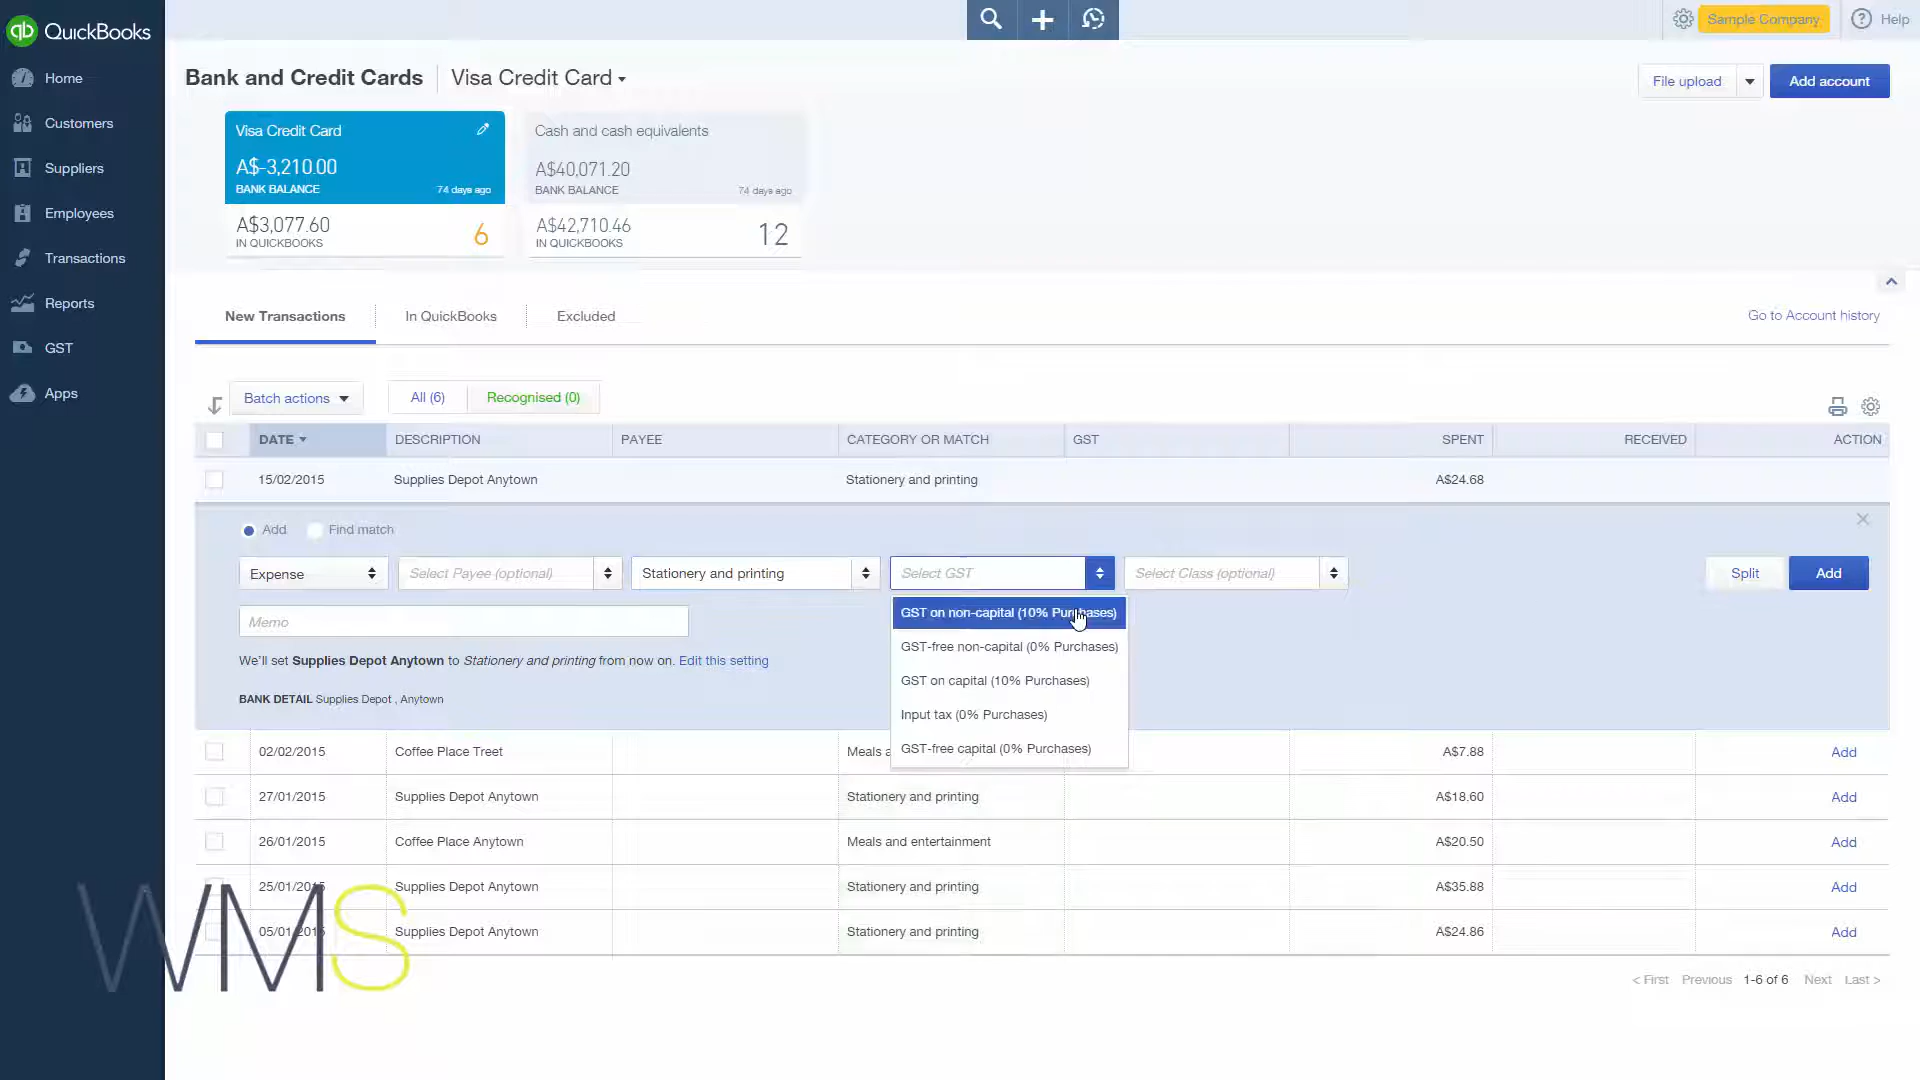 QuickBooks
Sample Company
Help
Home
Customers
Suppliers
Employees
Transactions
Reports
GST
Apps
Bank and Credit Cards
Visa Credit Card
File upload
Add account
Visa Credit Card
A$-3,210.00
BANK BALANCE
74 days ago
A$3,077.60
IN QUICKBOOKS
6
Cash and cash equivalents
A$40,071.20
BANK BALANCE
74 days ago
A$42,710.46
IN QUICKBOOKS
12
New Transactions
In QuickBooks
Excluded
Go to Account history
Batch actions
All (6)
Recognised (0)
DATE DESCRIPTION PAYEE CATEGORY OR MATCH GST SPENT RECEIVED ACTION
15/02/2015 Supplies Depot Anytown Stationery and printing A$24.68
Add Find match
Expense Select Payee (optional) Stationery and printing Select GST Select Class (optional) Split Add
Memo
We'll set Supplies Depot Anytown to Stationery and printing from now on. Edit this setting
BANK DETAIL Supplies Depot , Anytown
GST on non-capital (10% Purchases)
GST-free non-capital (0% Purchases)
GST on capital (10% Purchases)
Input tax (0% Purchases)
GST-free capital (0% Purchases)
02/02/2015 Coffee Place Treet Meals A$7.88 Add
27/01/2015 Supplies Depot Anytown Stationery and printing A$18.60 Add
26/01/2015 Coffee Place Anytown Meals and entertainment A$20.50 Add
25/01/2015 Supplies Depot Anytown Stationery and printing A$35.88 Add
05/01/2015 Supplies Depot Anytown Stationery and printing A$24.86 Add
WMS
< First Previous 1-6 of 6 Next Last >